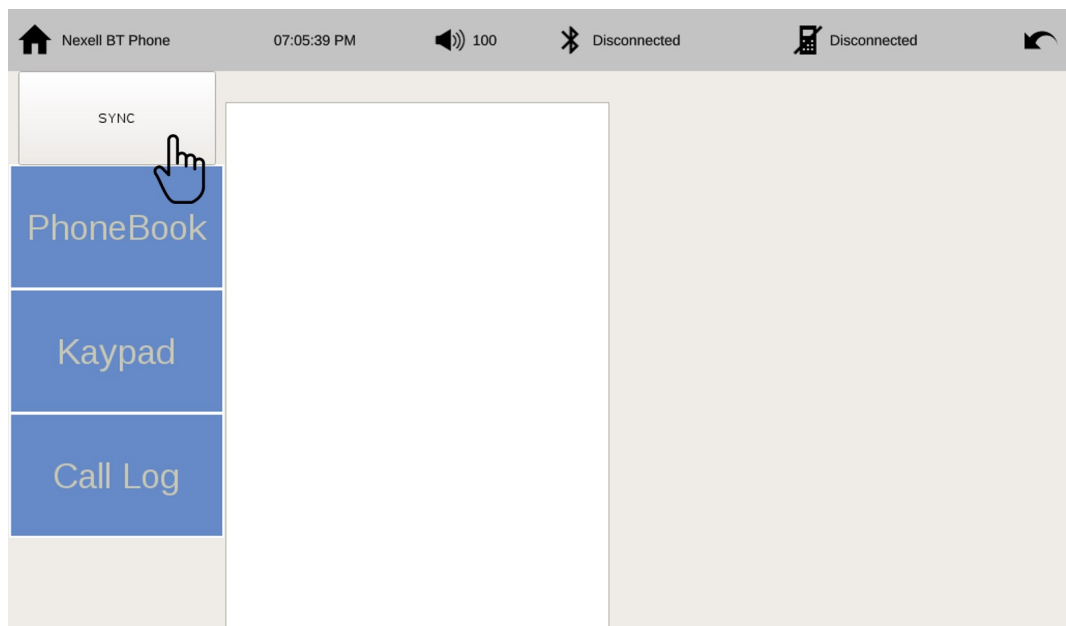 Nexell BT Phone 07:05:39 PM 100 Disconnected Disconnected
SYNC
PhoneBook
Kaypad
Call Log